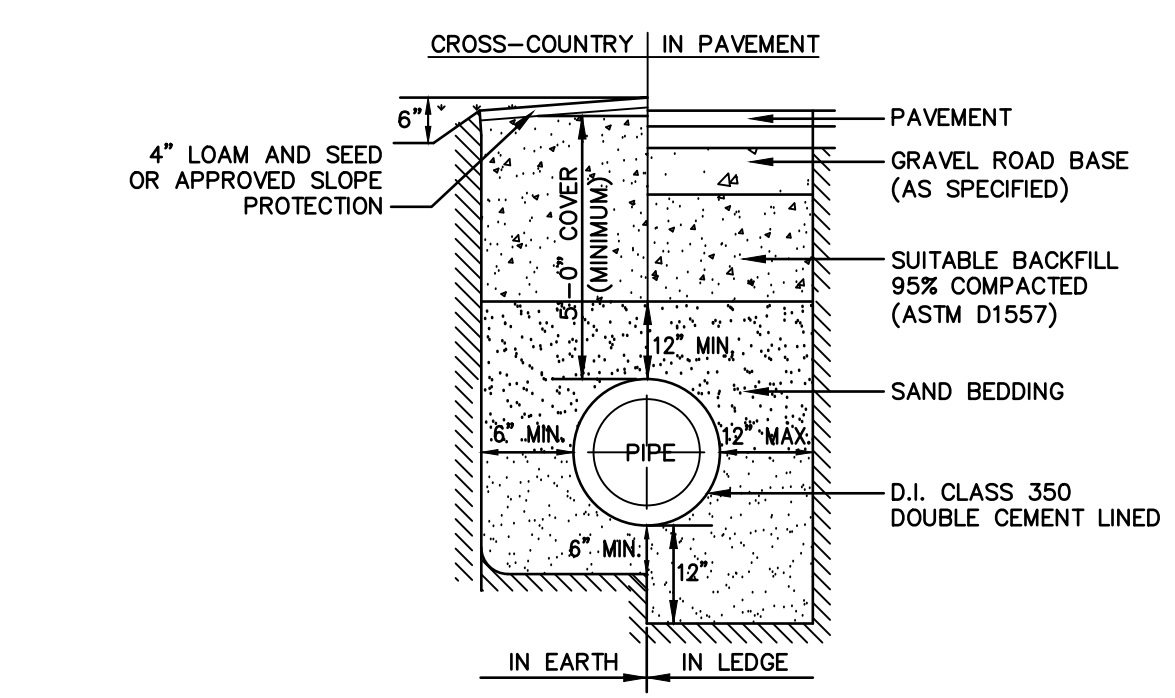 CROSS-COUNTRY
IN PAVEMENT
6"
4" LOAM AND SEED
OR APPROVED SLOPE
PROTECTION
5'-0" COVER
(MINIMUM)
PAVEMENT
GRAVEL ROAD BASE
(AS SPECIFIED)
SUITABLE BACKFILL
95% COMPACTED
(ASTM D1557)
12" MIN.
SAND BEDDING
6" MIN.
PIPE
12" MAX.
D.I. CLASS 350
DOUBLE CEMENT LINED
6" MIN.
12"
IN EARTH
IN LEDGE